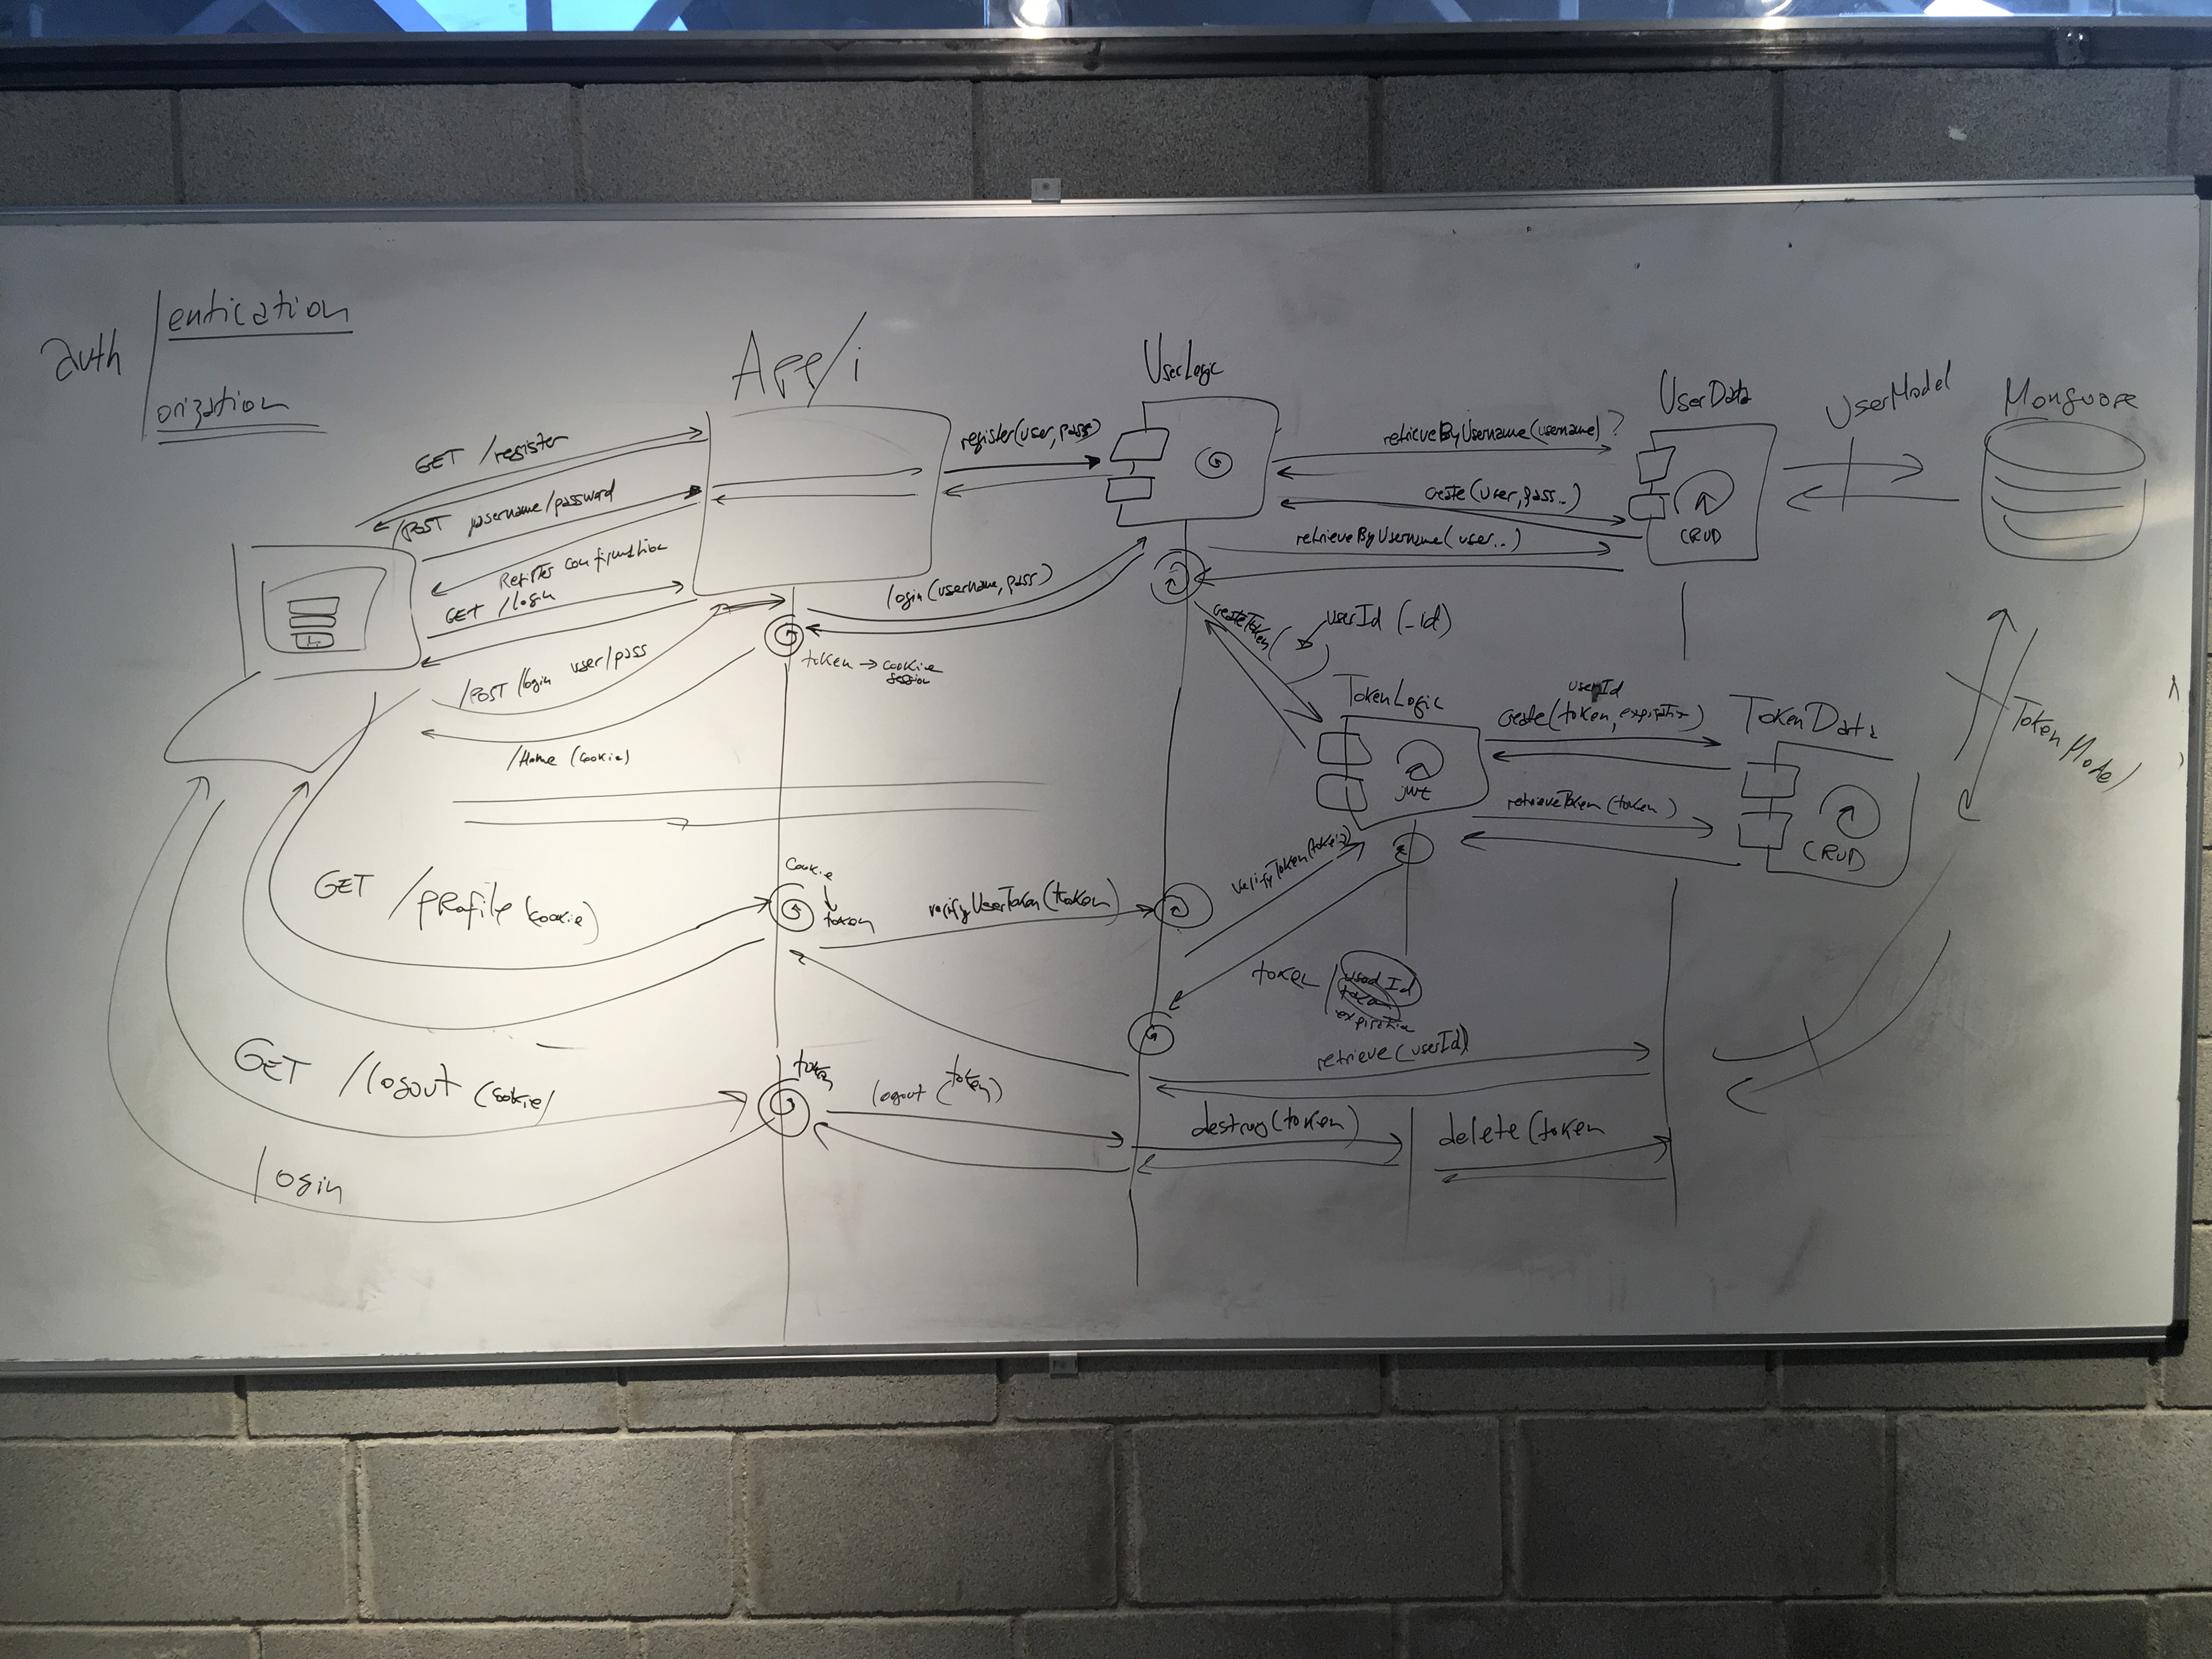 auth
entication
orization
App/i
UserLogic
UserData
UserModel
Monguose
GET /register
/POST username/password
GET /login
/POST /login user/pass
/Home (cookie)
register(user, pass)
login(username, pass)
token → cookie
session
retrieveByUsername(username)?
create(user, pass..)
retrieveByUsername(user..)
CRUD
createToken(
userId (_id)
TokenLogic
jwt
userId
create(token, expiration)
TokenData
retrieveToken(token)
CRUD
TokenModel
GET /profile (cookie)
cookie
token
verifyUserToken(token)
verifyToken(token)
token
userId
token
expiration
retrieve(userId)
GET /logout (cookie)
token
logout (token)
destroy(token)
delete(token
/login